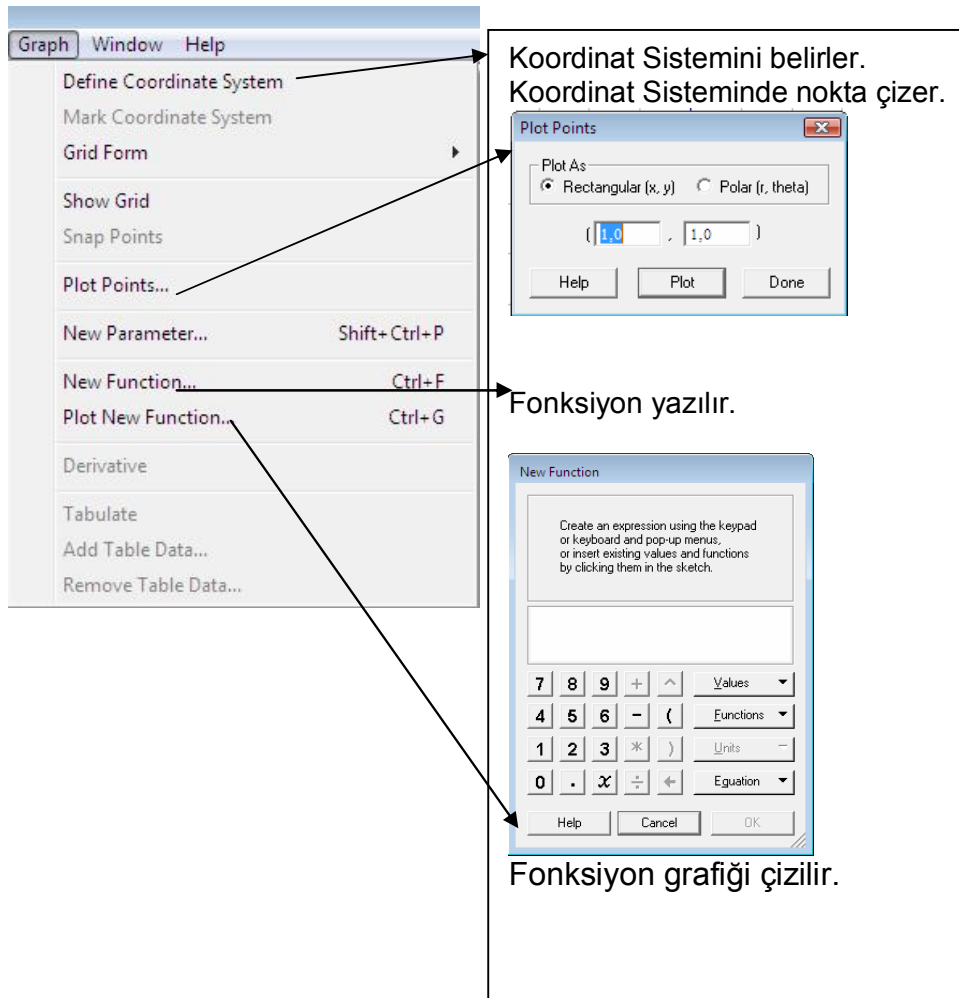 Graph Window Help
Define Coordinate System
Mark Coordinate System
Grid Form
Show Grid
Snap Points
Plot Points...
New Parameter... Shift+Ctrl+P
New Function... Ctrl+F
Plot New Function... Ctrl+G
Derivative
Tabulate
Add Table Data...
Remove Table Data...
Koordinat Sistemini belirler.
Koordinat Sisteminde nokta çizer.
Plot Points
Plot As
Rectangular (x, y) Polar (r, theta)
( 1,0 , 1,0 )
Help Plot Done
Fonksiyon yazılır.
New Function
Create an expression using the keypad
or keyboard and pop-up menus,
or insert existing values and functions
by clicking them in the sketch.
7 8 9 + ^ Values
4 5 6 - ( Functions
1 2 3 * ) Units
0 . x ÷ ← Equation
Help Cancel OK
Fonksiyon grafiği çizilir.